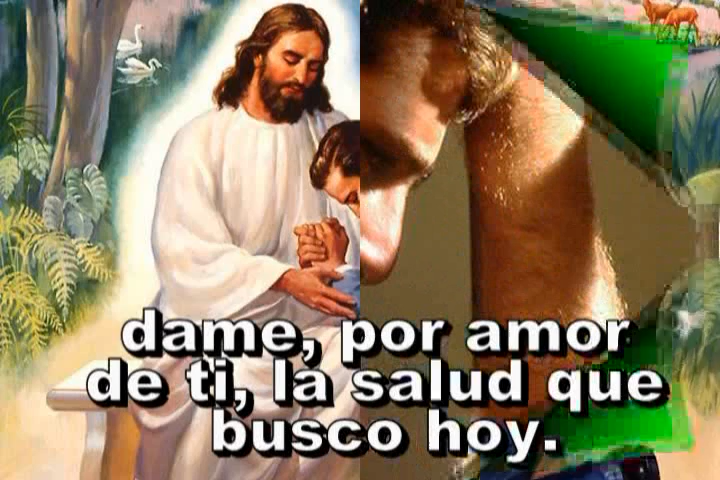 dame, por amor
de ti, la salud que
busco hoy.